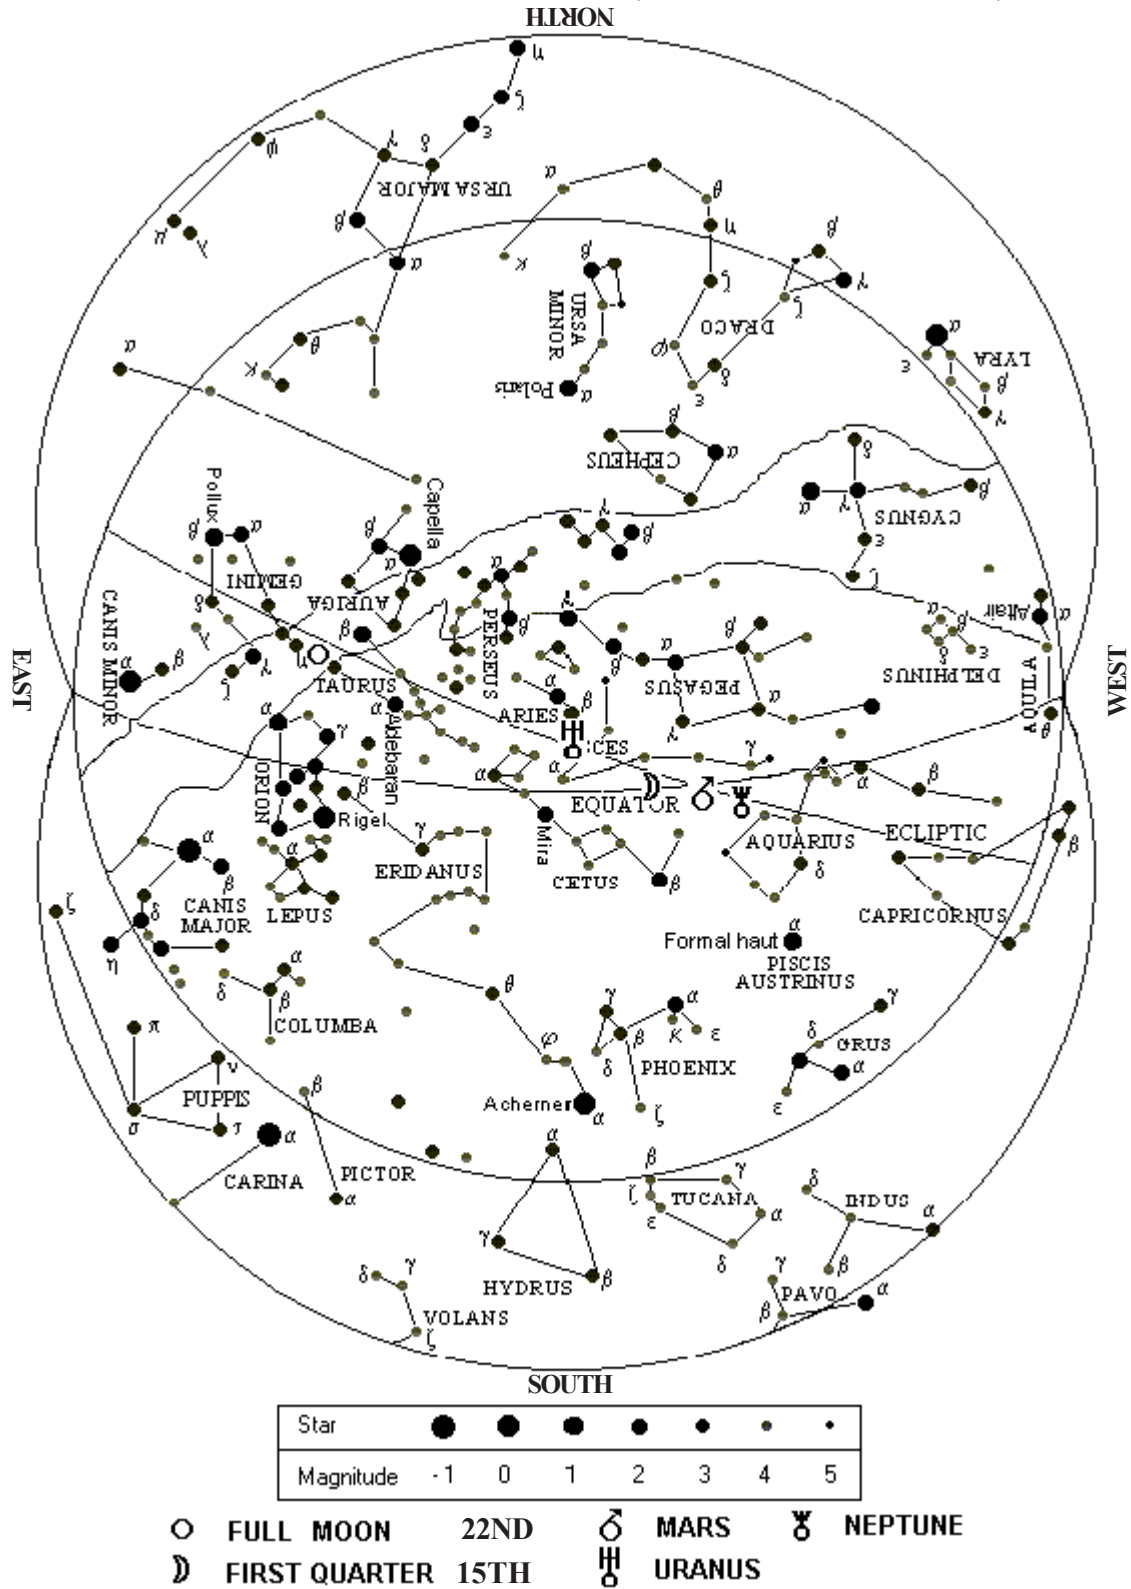 NORTH
η
ζ
ε
φ
γ
δ
URSA MAJOR
α
θ
μ
λ
β
η
κ
α
β
β
URSA MINOR
ζ
γ
ζ
DRACO
α
θ
κ
φ
δ
ε
ε
LYRA
β
γ
Polaris
α
α
β
CEPHEUS
α
δ
Pollux
Capella
β
α
β
α
γ
β
α
γ
β
CYGNUS
ε
ζ
GEMINI
AURIGA
α
PERSEUS
CANIS MINOR
δ
λ
β
γ
β
α
β
Altair
α
β
η
γ
β
α
δ
ε
DELPHINUS
EAST
α
β
γ
ζ
TAURUS
α
PEGASUS
AQUILA
WEST
α
Aldebaran
ARIES
β
γ
α
θ
α
γ
:CES
ORION
α
α
γ
β
β
EQUATOR
Rigel
γ
Mira
AQUARIUS
ECLIPTIC
β
α
α
ERIDANUS
CETUS
β
δ
β
LEPUS
CAPRICORNUS
ζ
δ
CANIS MAJOR
η
Formal haut
α
PISCIS
AUSTRINUS
α
δ
β
θ
γ
α
γ
COLUMBA
π
κ
ε
β
δ
GRUS
ν
φ
δ
PHOENIX
α
PUPPIS
β
ε
Acherner
α
ζ
σ
τ
α
α
β
γ
CARINA
PICTOR
ζ
TUCANA
δ
INDUS
α
ε
α
α
γ
δ
β
δ
γ
HYDRUS
β
γ
PAVO
α
β
VOLANS
ζ
SOUTH
Star
Magnitude -1 0 1 2 3 4 5
FULL MOON 22ND MARS NEPTUNE
FIRST QUARTER 15TH URANUS